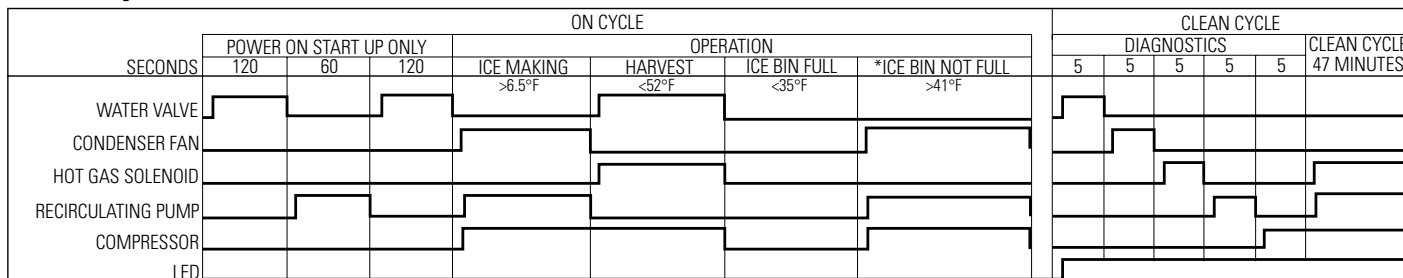 ON CYCLE CLEAN CYCLE
POWER ON START UP ONLY OPERATION DIAGNOSTICS CLEAN CYCLE
SECONDS 120 60 120 ICE MAKING HARVEST ICE BIN FULL *ICE BIN NOT FULL 5 5 5 5 5 47 MINUTES
>6.5°F <52°F <35°F >41°F
WATER VALVE
CONDENSER FAN
HOT GAS SOLENOID
RECIRCULATING PUMP
COMPRESSOR
LED